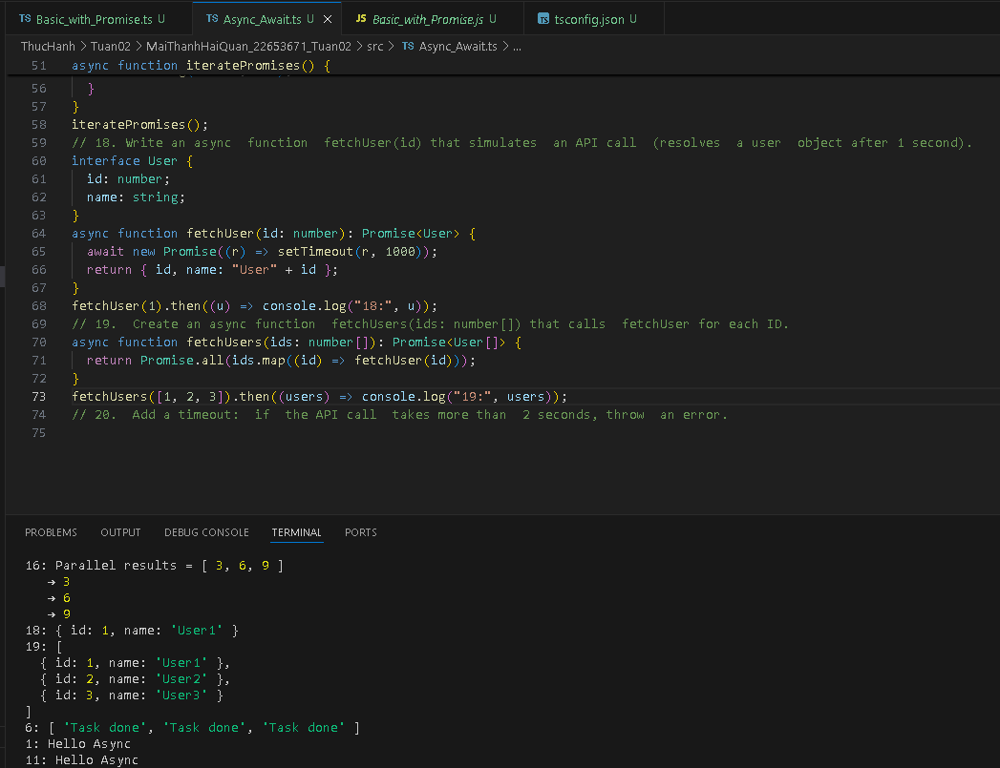 TS Basic_with_Promise.ts U TS Async_Await.ts U × JS Basic_with_Promise.js U TS tsconfig.json U
ThucHanh > Tuan02 > MaiThanhHaiQuan_22653671_Tuan02 > src > TS Async_Await.ts > ...
51 async function iteratePromises() {
56 }
57 }
58 iteratePromises();
59 // 18. Write an async function fetchUser(id) that simulates an API call (resolves a user object after 1 second).
60 interface User {
61 id: number;
62 name: string;
63 }
64 async function fetchUser(id: number): Promise<User> {
65 await new Promise((r) => setTimeout(r, 1000));
66 return { id, name: "User" + id };
67 }
68 fetchUser(1).then((u) => console.log("18:", u));
69 // 19. Create an async function fetchUsers(ids: number[]) that calls fetchUser for each ID.
70 async function fetchUsers(ids: number[]): Promise<User[]> {
71 return Promise.all(ids.map((id) => fetchUser(id)));
72 }
73 fetchUsers([1, 2, 3]).then((users) => console.log("19:", users));
74 // 20. Add a timeout: if the API call takes more than 2 seconds, throw an error.
75
PROBLEMS OUTPUT DEBUG CONSOLE TERMINAL PORTS
16: Parallel results = [ 3, 6, 9 ]
→ 3
→ 6
→ 9
18: { id: 1, name: 'User1' }
19: [
{ id: 1, name: 'User1' },
{ id: 2, name: 'User2' },
{ id: 3, name: 'User3' }
]
6: [ 'Task done', 'Task done', 'Task done' ]
1: Hello Async
11: Hello Async